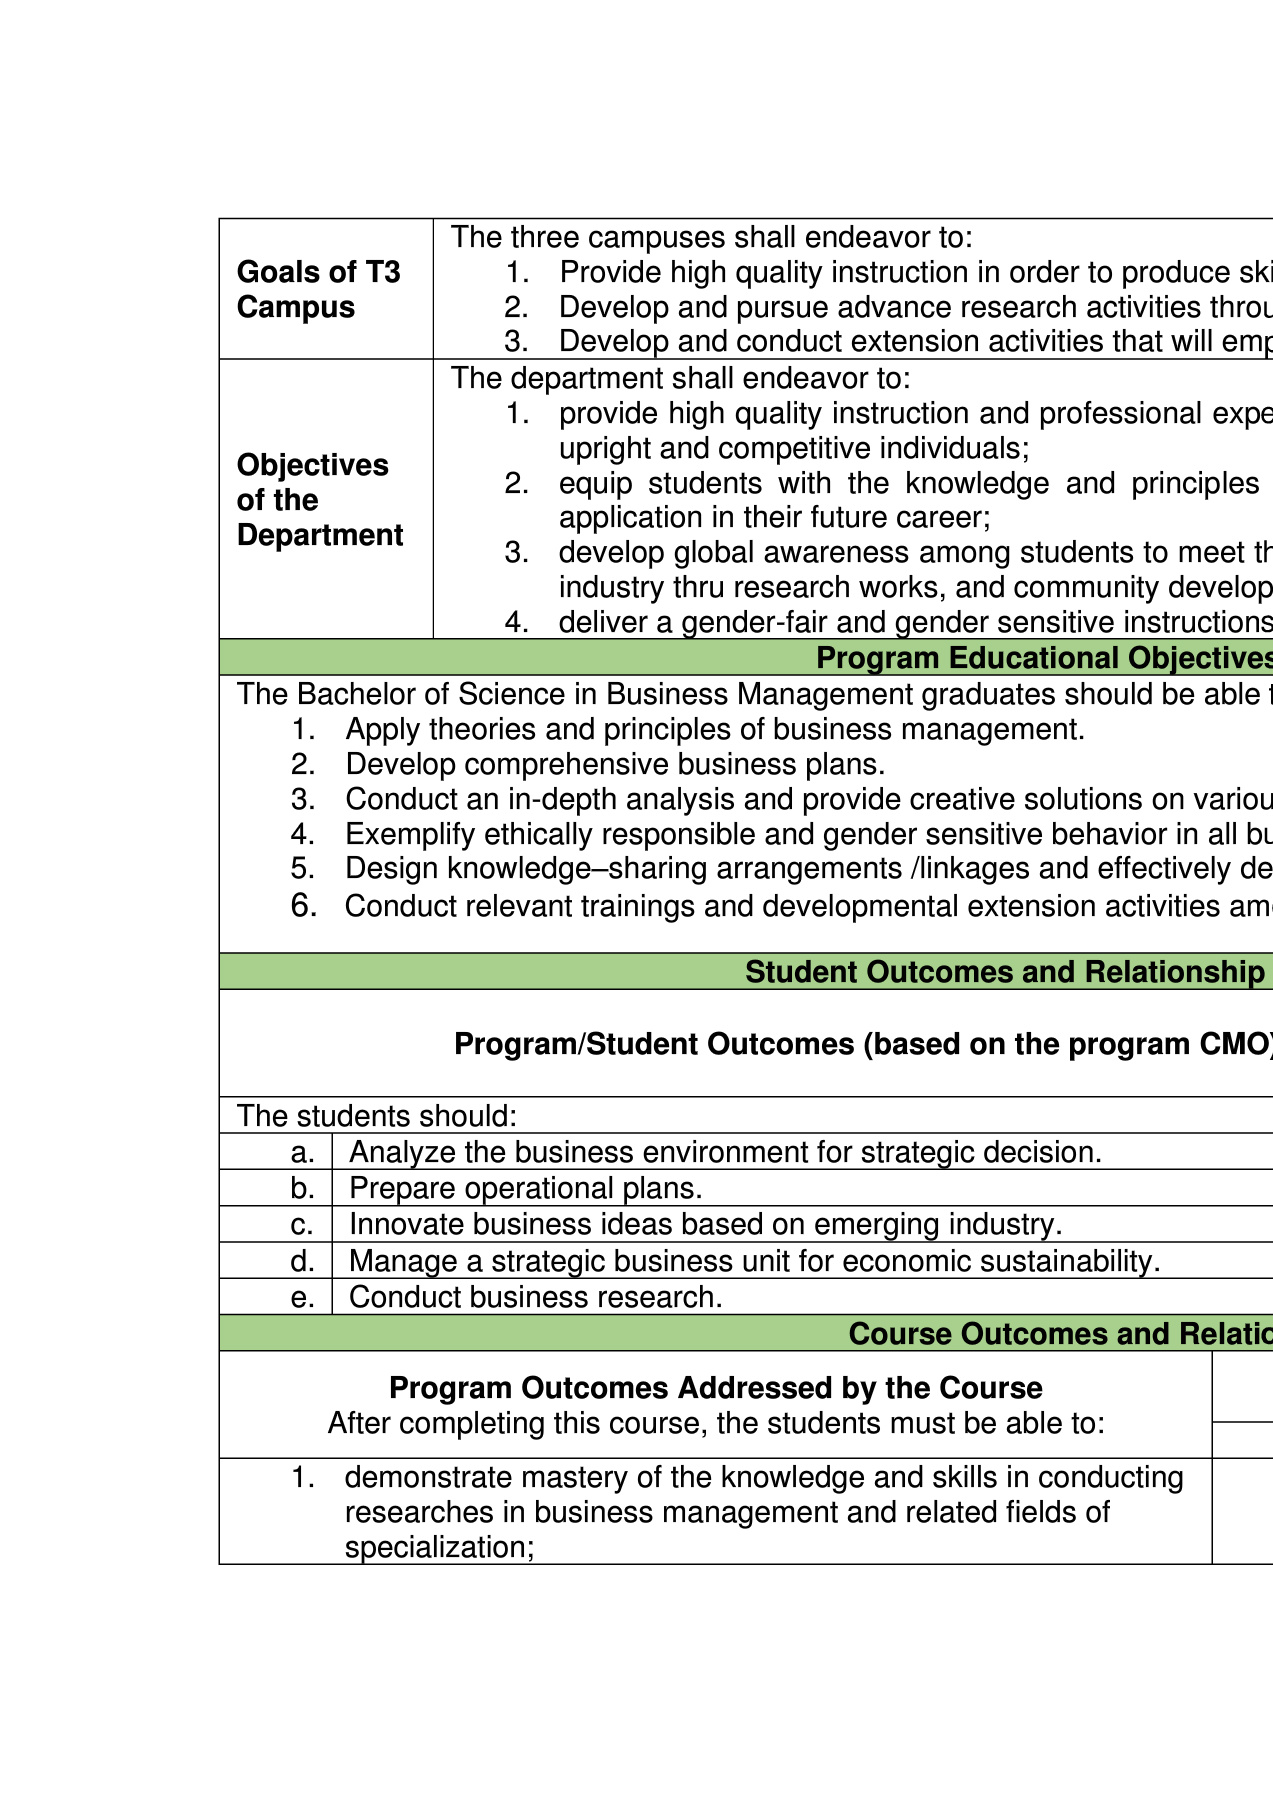 Goals of T3
Campus
The three campuses shall endeavor to:
1. Provide high quality instruction in order to produce
2. Develop and pursue advance research activities
3. Develop and conduct extension activities that will
Objectives
of the
Department
The department shall endeavor to:
1. provide high quality instruction and professional
upright and competitive individuals;
2. equip students with the knowledge and principles
application in their future career;
3. develop global awareness among students to meet
industry thru research works, and community
4. deliver a gender-fair and gender sensitive instructions
Program Educational Objectives
The Bachelor of Science in Business Management graduates should be able
1. Apply theories and principles of business management.
2. Develop comprehensive business plans.
3. Conduct an in-depth analysis and provide creative solutions on
4. Exemplify ethically responsible and gender sensitive behavior in all
5. Design knowledge–sharing arrangements /linkages and effectively
6. Conduct relevant trainings and developmental extension activities
Student Outcomes and Relationship
Program/Student Outcomes (based on the program CMO)
The students should:
a. Analyze the business environment for strategic decision.
b. Prepare operational plans.
c. Innovate business ideas based on emerging industry.
d. Manage a strategic business unit for economic sustainability.
e. Conduct business research.
Course Outcomes and
Program Outcomes Addressed by the Course
After completing this course, the students must be able to:
1. demonstrate mastery of the knowledge and skills in conducting
researches in business management and related fields of
specialization;